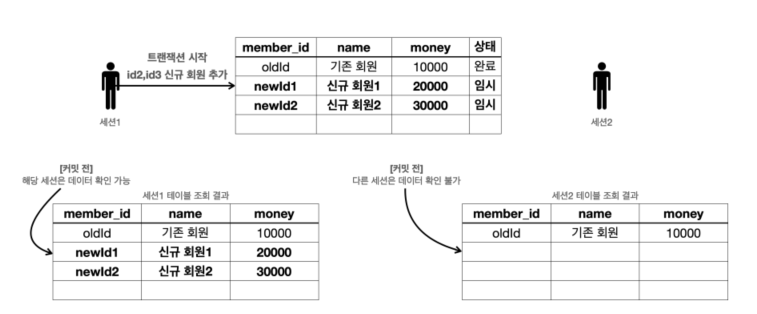 트랜잭션 시작
id2,id3 신규 회원 추가
세션1
member_id name money 상태
oldId 기존 회원 10000 완료
newId1 신규 회원1 20000 임시
newId2 신규 회원2 30000 임시
세션2
[커밋 전]
해당 세션은 데이터 확인 가능
세션1 테이블 조회 결과
member_id name money
oldId 기존 회원 10000
newId1 신규 회원1 20000
newId2 신규 회원2 30000
[커밋 전]
다른 세션은 데이터 확인 불가
세션2 테이블 조회 결과
member_id name money
oldId 기존 회원 10000